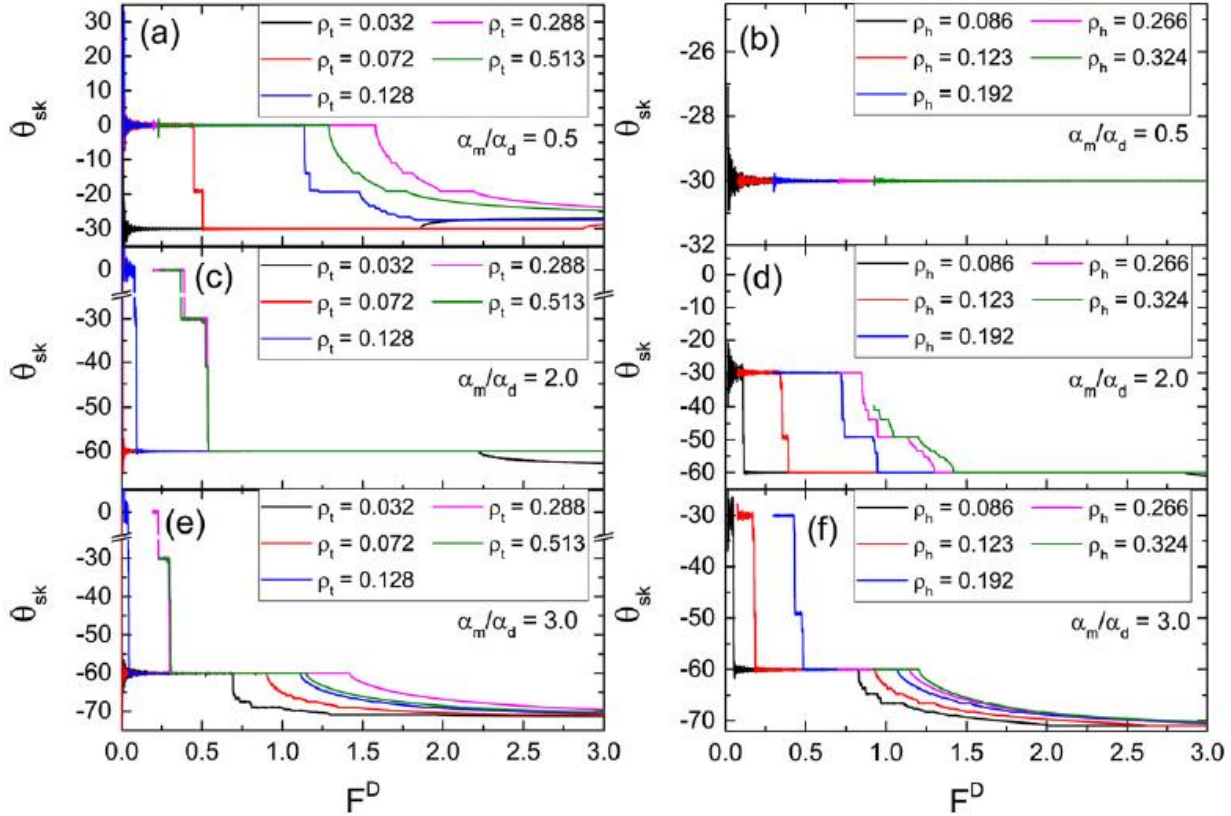 (a)
ρt = 0.032 ρt = 0.288
ρt = 0.072 ρt = 0.513
ρt = 0.128
αm/αd = 0.5
θsk
30
20
10
0
-10
-20
-30
(b)
ρh = 0.086 ρh = 0.266
ρh = 0.123 ρh = 0.324
ρh = 0.192
αm/αd = 0.5
θsk
-26
-28
-30
-32
(c)
ρt = 0.032 ρt = 0.288
ρt = 0.072 ρt = 0.513
ρt = 0.128
αm/αd = 2.0
θsk
0
-30
-40
-50
-60
(d)
ρh = 0.086 ρh = 0.266
ρh = 0.123 ρh = 0.324
ρh = 0.192
αm/αd = 2.0
θsk
0
-10
-20
-30
-40
-50
-60
(e)
ρt = 0.032 ρt = 0.288
ρt = 0.072 ρt = 0.513
ρt = 0.128
αm/αd = 3.0
θsk
0
-30
-40
-50
-60
-70
0.0 0.5 1.0 1.5 2.0 2.5 3.0
F^D
(f)
ρh = 0.086 ρh = 0.266
ρh = 0.123 ρh = 0.324
ρh = 0.192
αm/αd = 3.0
θsk
-30
-40
-50
-60
-70
0.0 0.5 1.0 1.5 2.0 2.5 3.0
F^D